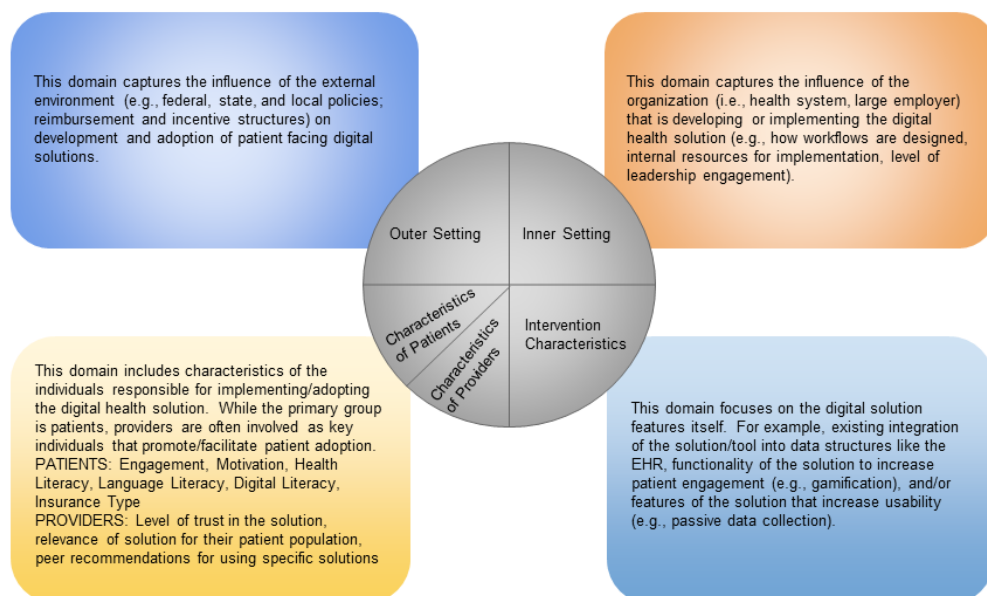 This domain captures the influence of the external
environment (e.g., federal, state, and local policies;
reimbursement and incentive structures) on
development and adoption of patient facing digital
solutions.
This domain captures the influence of the
organization (i.e., health system, large employer)
that is developing or implementing the digital
health solution (e.g., how workflows are designed,
internal resources for implementation, level of
leadership engagement).
Outer Setting
Inner Setting
Characteristics
of Patients
Characteristics
of Providers
Intervention
Characteristics
This domain includes characteristics of the
individuals responsible for implementing/adopting
the digital health solution. While the primary group
is patients, providers are often involved as key
individuals that promote/facilitate patient adoption.
PATIENTS: Engagement, Motivation, Health
Literacy, Language Literacy, Digital Literacy,
Insurance Type
PROVIDERS: Level of trust in the solution,
relevance of solution for their patient population,
peer recommendations for using specific solutions
This domain focuses on the digital solution
features itself. For example, existing integration
of the solution/tool into data structures like the
EHR, functionality of the solution to increase
patient engagement (e.g., gamification), and/or
features of the solution that increase usability
(e.g., passive data collection).